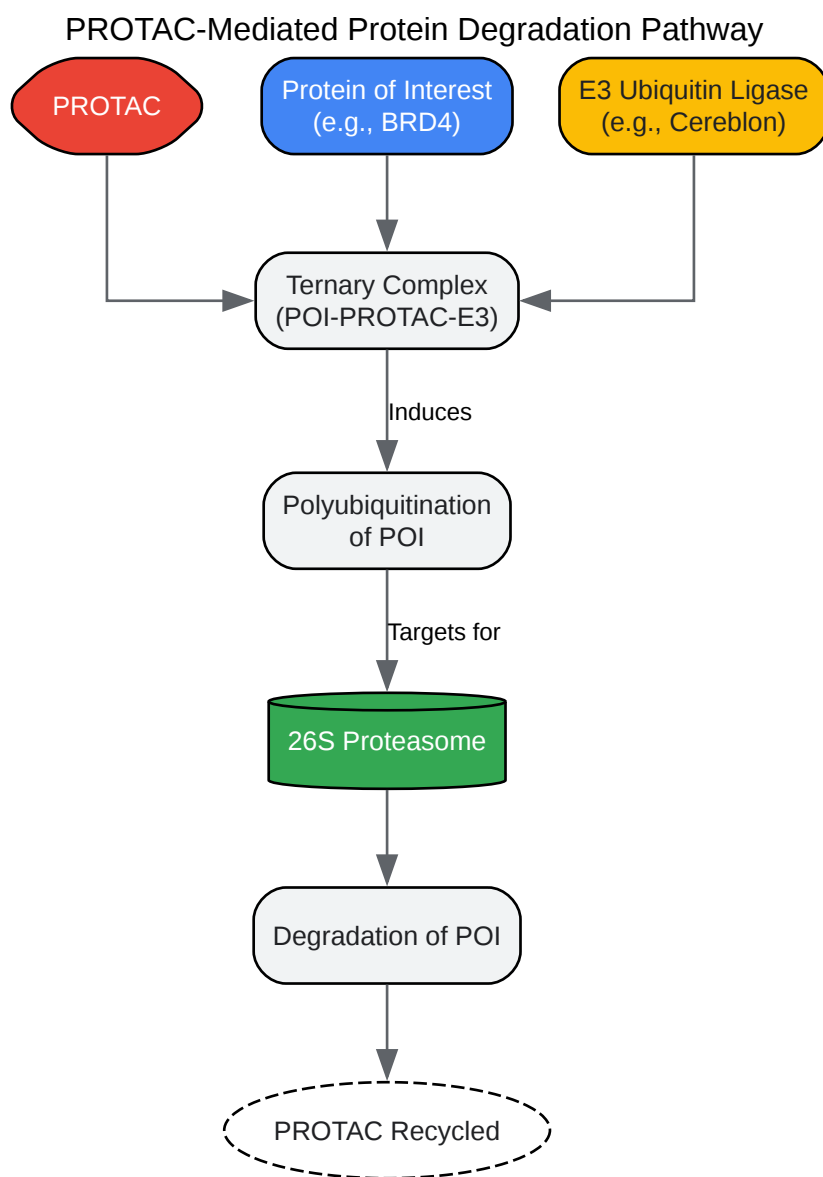 PROTAC-Mediated Protein Degradation Pathway
PROTAC
Protein of Interest
(e.g., BRD4)
E3 Ubiquitin Ligase
(e.g., Cereblon)
Ternary Complex
(POI-PROTAC-E3)
Induces
Polyubiquitination
of POI
Targets for
26S Proteasome
Degradation of POI
PROTAC Recycled